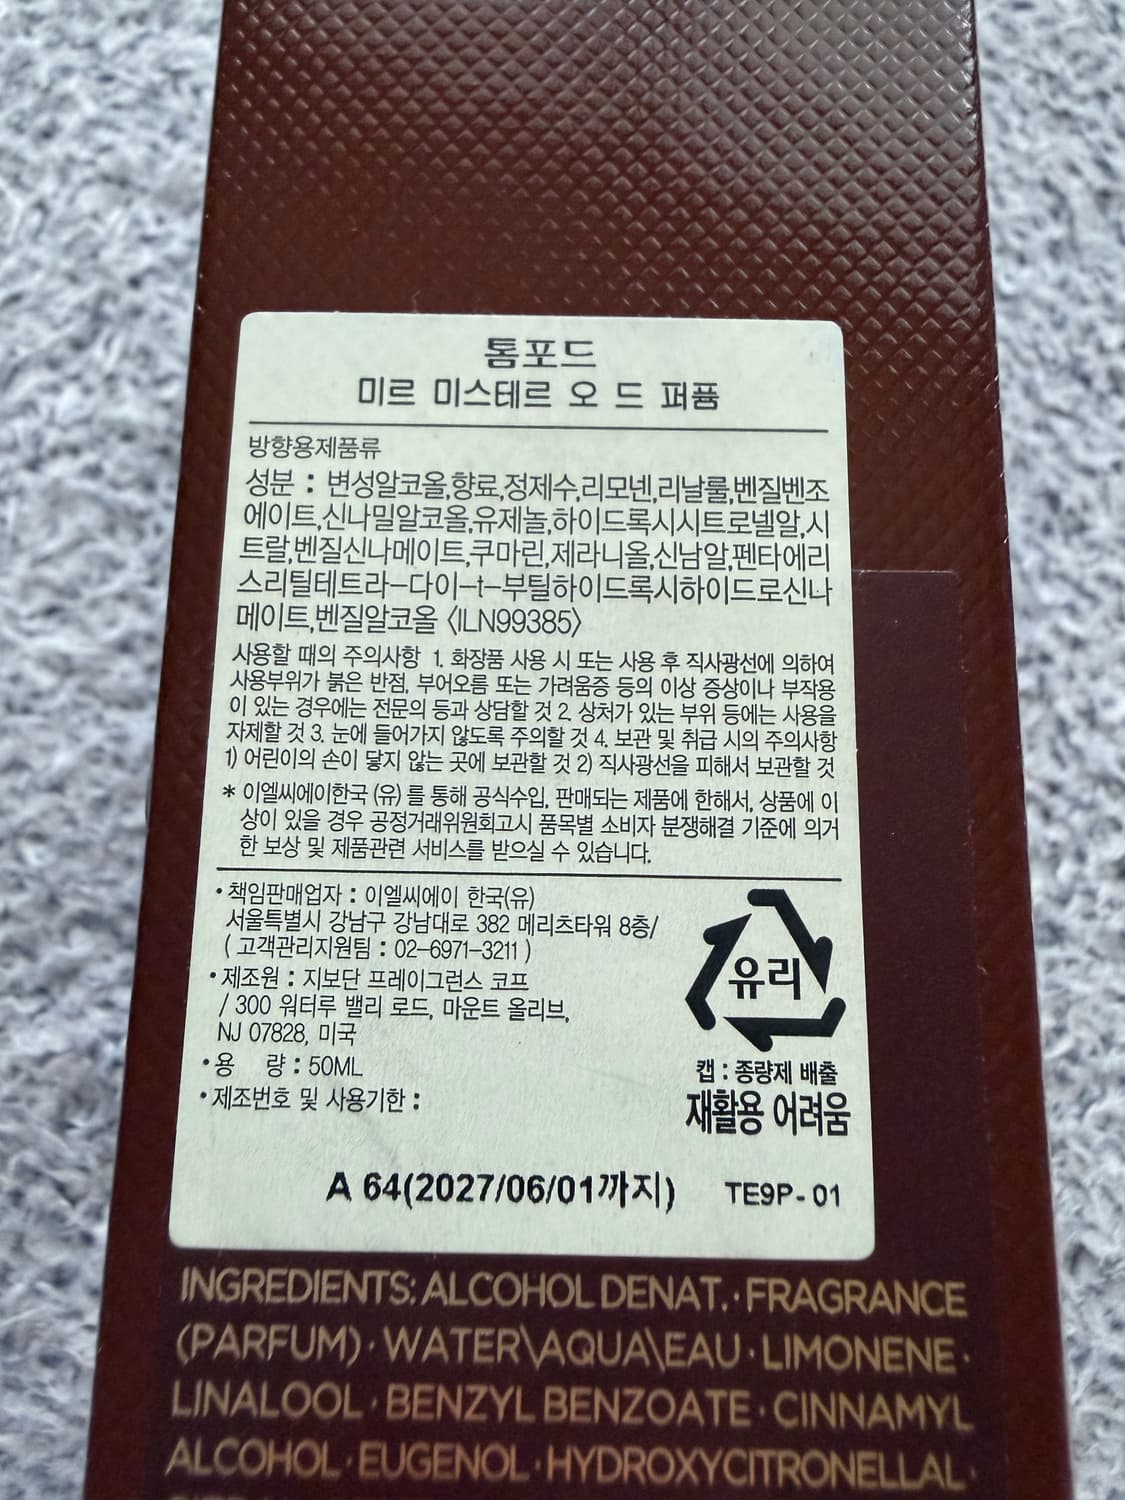 톰포드
미르 미스테르 오 드 퍼퓸
방향용제품류
성분 : 변성알코올,향료,정제수,리모넨,리날룰,벤질벤조
에이트,신나밀알코올,유제놀,하이드록시시트로넬알,시
트랄,벤질신나메이트,쿠마린,제라니올,신남알,펜타에리
스리틸테트라-다이-t-부틸하이드록시하이드로신나
메이트,벤질알코올 <ILN99385>
사용할 때의 주의사항 1. 화장품 사용 시 또는 사용 후 직사광선에 의하여
사용부위가 붉은 반점, 부어오름 또는 가려움증 등의 이상 증상이나 부작용
이 있는 경우에는 전문의 등과 상담할 것 2. 상처가 있는 부위 등에는 사용을
자제할 것 3. 눈에 들어가지 않도록 주의할 것 4. 보관 및 취급 시의 주의사항
1) 어린이의 손이 닿지 않는 곳에 보관할 것 2) 직사광선을 피해서 보관할 것
* 이엘씨에이한국 (유) 를 통해 공식수입, 판매되는 제품에 한해서, 상품에 이
상이 있을 경우 공정거래위원회고시 품목별 소비자 분쟁해결 기준에 의거
한 보상 및 제품관련 서비스를 받으실 수 있습니다.
• 책임판매업자 : 이엘씨에이 한국(유)
서울특별시 강남구 강남대로 382 메리츠타워 8층/
( 고객관리지원팀 : 02-6971-3211 )
• 제조원 : 지보단 프레이그런스 코프
/ 300 워터루 밸리 로드, 마운트 올리브,
NJ 07828, 미국
• 용 량 : 50ML
• 제조번호 및 사용기한 :
유리
캡 : 종량제 배출
재활용 어려움
A 64(2027/06/01까지) TE9P-01
INGREDIENTS: ALCOHOL DENAT. • FRAGRANCE
(PARFUM) • WATER\AQUA\EAU • LIMONENE •
LINALOOL • BENZYL BENZOATE • CINNAMYL
ALCOHOL • EUGENOL • HYDROXYCITRONELLAL •